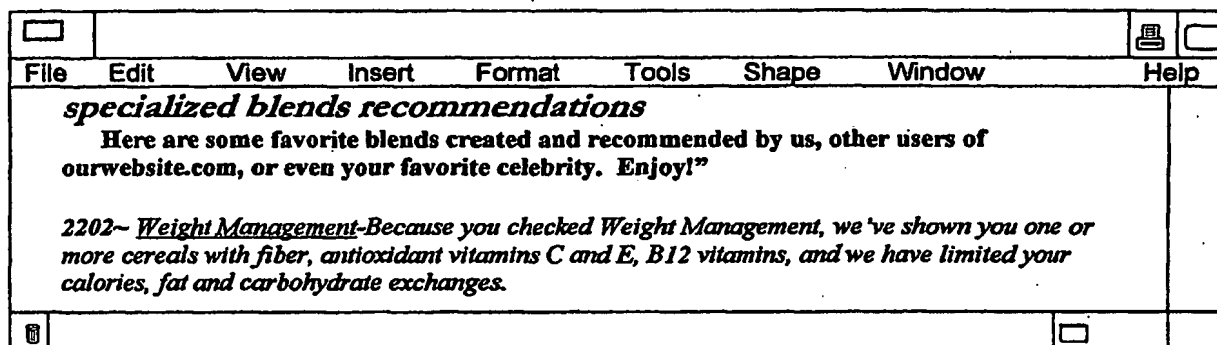 File Edit View Insert Format Tools Shape Window Help
specialized blends recommendations
Here are some favorite blends created and recommended by us, other users of
ourwebsite.com, or even your favorite celebrity. Enjoy!”
2202~ Weight Management-Because you checked Weight Management, we've shown you one or
more cereals with fiber, antioxidant vitamins C and E, B12 vitamins, and we have limited your
calories, fat and carbohydrate exchanges.